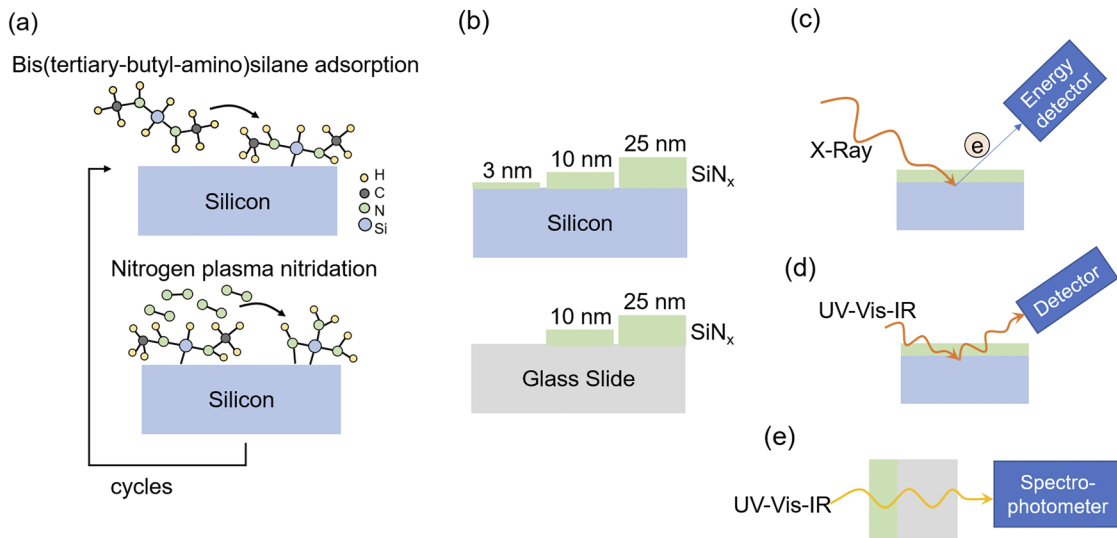 (a)
Bis(tertiary-butyl-amino)silane adsorption
Silicon
H
C
N
Si
Nitrogen plasma nitridation
Silicon
cycles
(b)
3 nm
10 nm
25 nm
SiNx
Silicon
10 nm
25 nm
SiNx
Glass Slide
(c)
X-Ray
e
Energy
detector
(d)
UV-Vis-IR
Detector
(e)
UV-Vis-IR
Spectro-
photometer